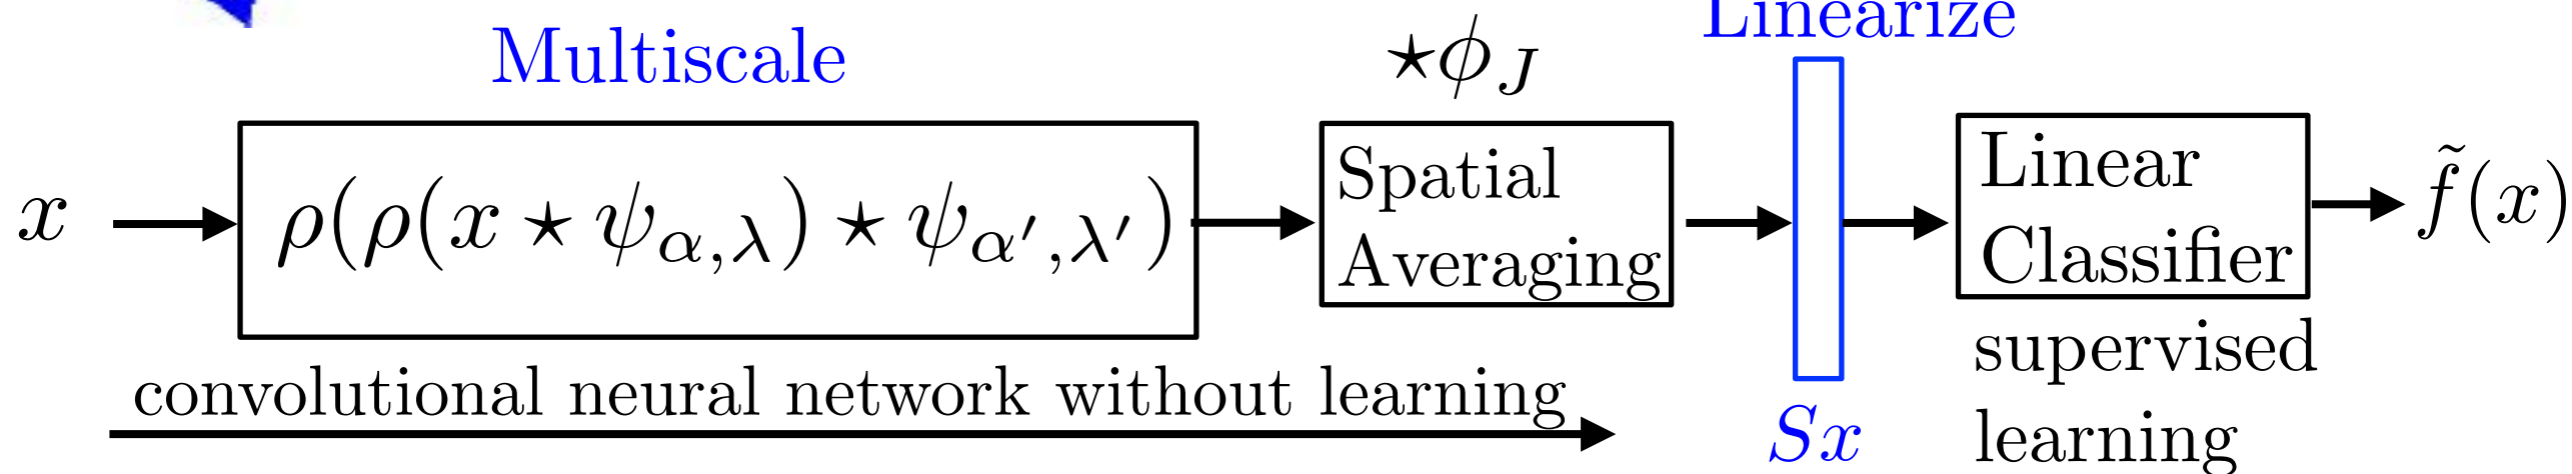 Linearize
Multiscale
⋆ϕ_J
x
ρ(ρ(x ⋆ ψ_{α,λ}) ⋆ ψ_{α′,λ′})
Spatial
Averaging
Linear
Classifier
f̃(x)
convolutional neural network without learning
Sx
supervised
learning